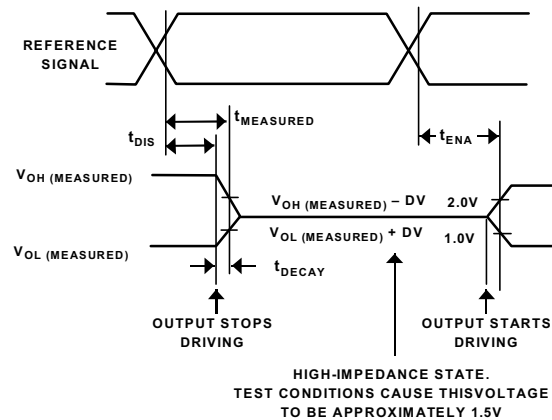 REFERENCE
SIGNAL
tMEASURED
tDIS
tENA
VOH (MEASURED)
VOH (MEASURED) – DV 2.0V
VOL (MEASURED) + DV 1.0V
VOL (MEASURED)
tDECAY
OUTPUT STOPS
DRIVING
OUTPUT STARTS
DRIVING
HIGH-IMPEDANCE STATE.
TEST CONDITIONS CAUSE THISVOLTAGE
TO BE APPROXIMATELY 1.5V